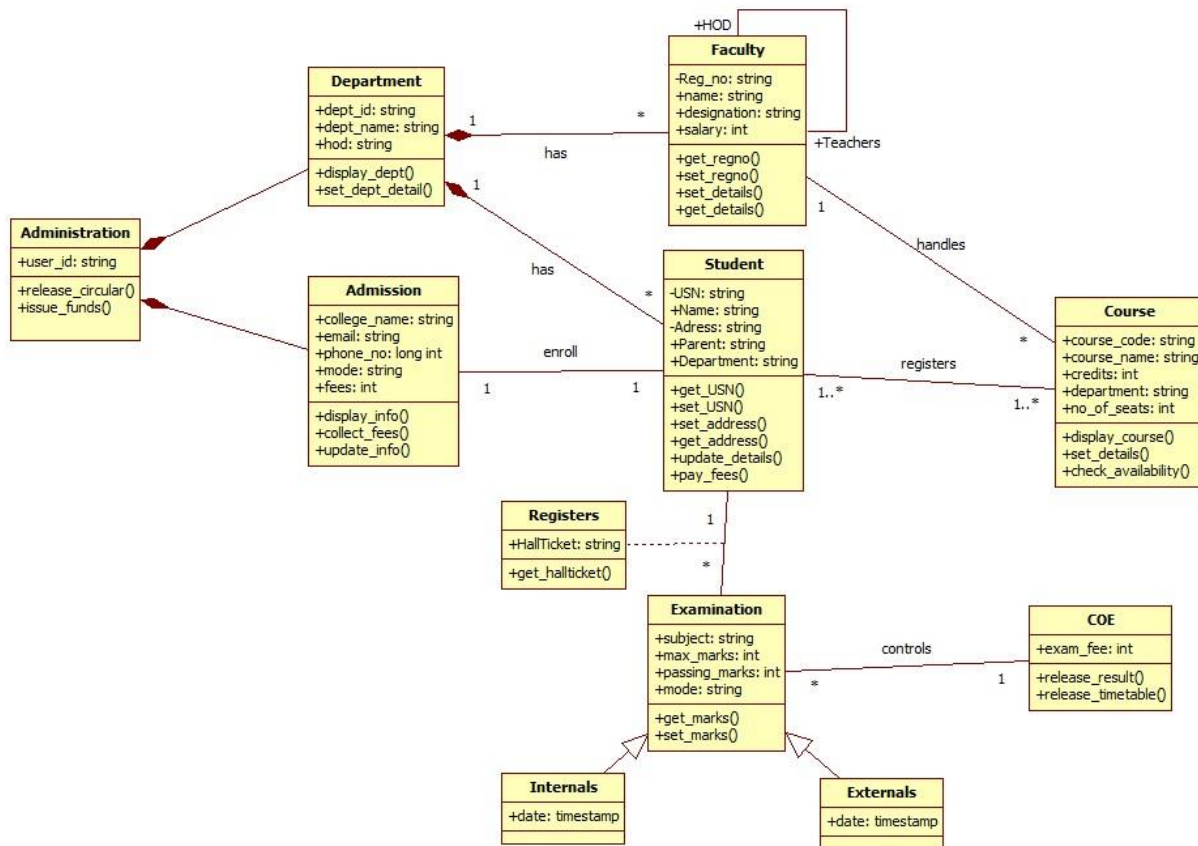 +HOD
Faculty
-Reg_no: string
+name: string
+designation: string
+salary: int
+get_regno()
+set_regno()
+set_details()
+get_details()
+Teachers
Department
+dept_id: string
+dept_name: string
+hod: string
+display_dept()
+set_dept_detail()
1
*
has
1
has
*
1
handles
*
Administration
+user_id: string
+release_circular()
+issue_funds()
Admission
+college_name: string
+email: string
+phone_no: long int
+mode: string
+fees: int
+display_info()
+collect_fees()
+update_info()
enroll
1
1
Student
-USN: string
+Name: string
-Adress: string
+Parent: string
+Department: string
+get_USN()
+set_USN()
+set_address()
+get_address()
+update_details()
+pay_fees()
registers
1..*
1..*
Course
+course_code: string
+course_name: string
+credits: int
+department: string
+no_of_seats: int
+display_course()
+set_details()
+check_availability()
Registers
+HallTicket: string
+get_hallticket()
1
*
Examination
+subject: string
+max_marks: int
+passing_marks: int
+mode: string
+get_marks()
+set_marks()
controls
*
1
COE
+exam_fee: int
+release_result()
+release_timetable()
Internals
+date: timestamp
Externals
+date: timestamp